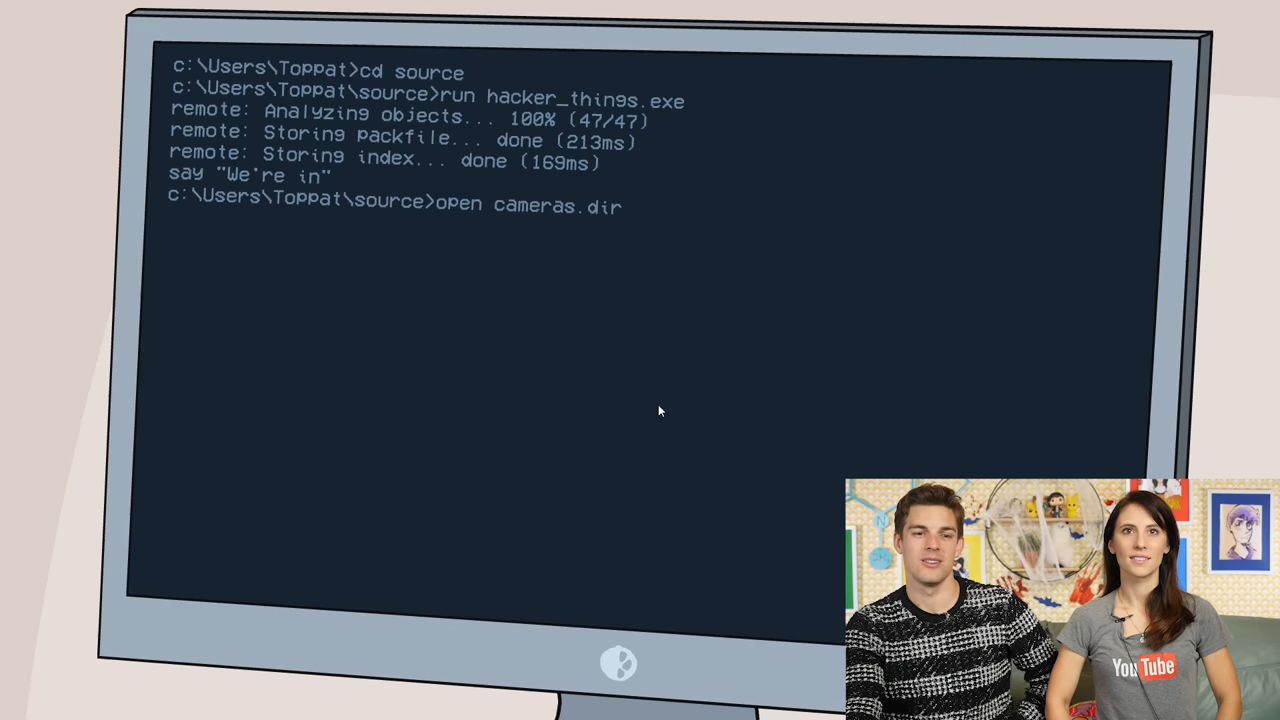 c:\Users\Toppat>cd source
c:\Users\Toppat\source>run hacker_things.exe
remote: Analyzing objects... 100% (47/47)
remote: Storing packfile... done (213ms)
remote: Storing index... done (169ms)
say "We're in"
c:\Users\Toppat\source>open cameras.dir
N
YouTube